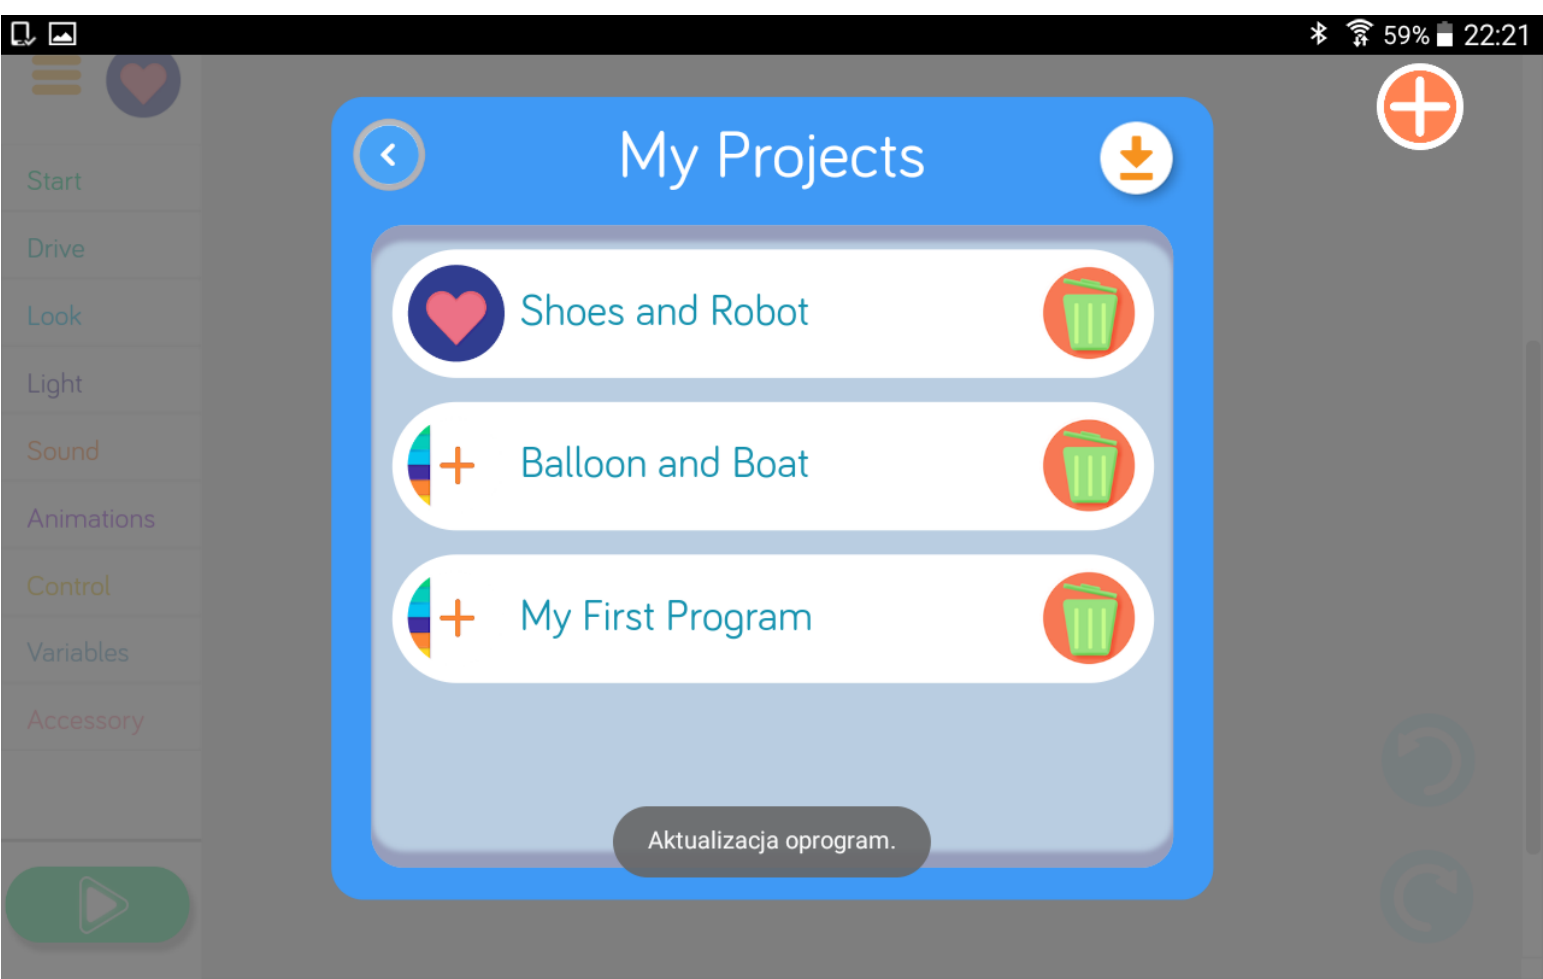 59% 22:21
My Projects
Start
Drive
Look
Light
Sound
Animations
Control
Variables
Accessory
Shoes and Robot
Balloon and Boat
My First Program
Aktualizacja oprogram.